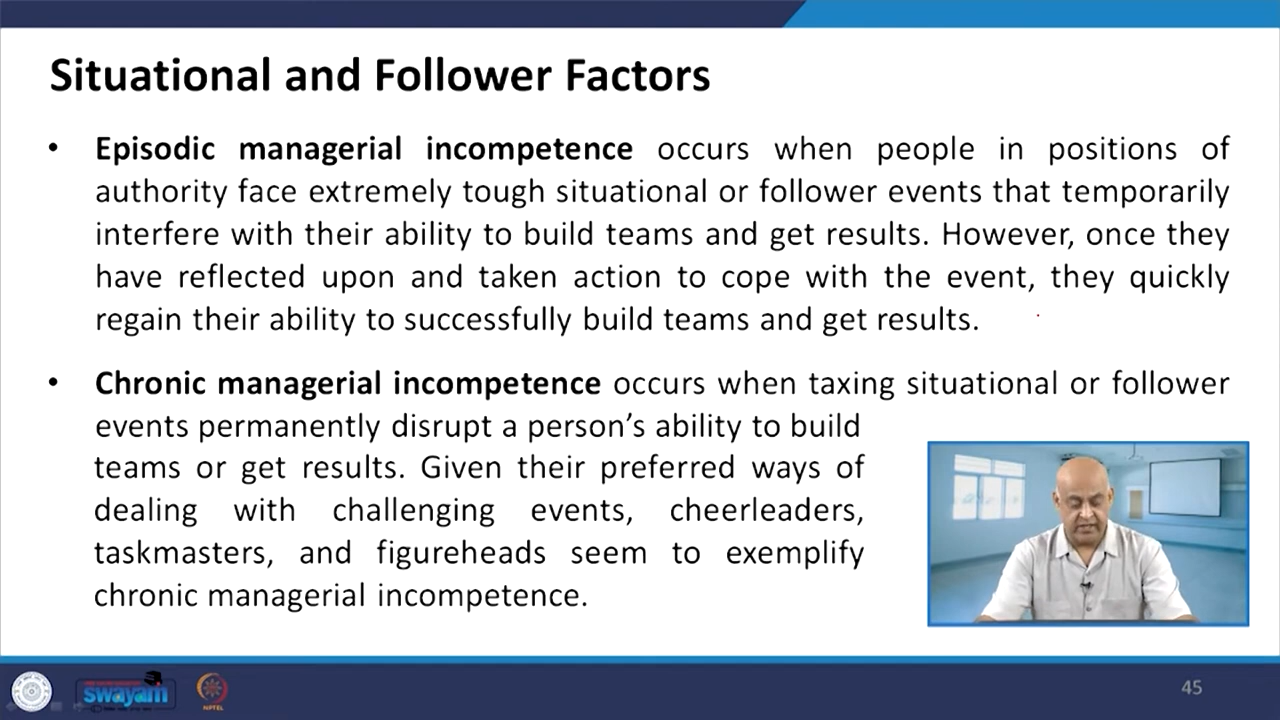 Situational and Follower Factors
• Episodic managerial incompetence occurs when people in positions of
authority face extremely tough situational or follower events that temporarily
interfere with their ability to build teams and get results. However, once they
have reflected upon and taken action to cope with the event, they quickly
regain their ability to successfully build teams and get results.
• Chronic managerial incompetence occurs when taxing situational or follower
events permanently disrupt a person’s ability to build
teams or get results. Given their preferred ways of
dealing with challenging events, cheerleaders,
taskmasters, and figureheads seem to exemplify
chronic managerial incompetence.
swayam
NPTEL
45